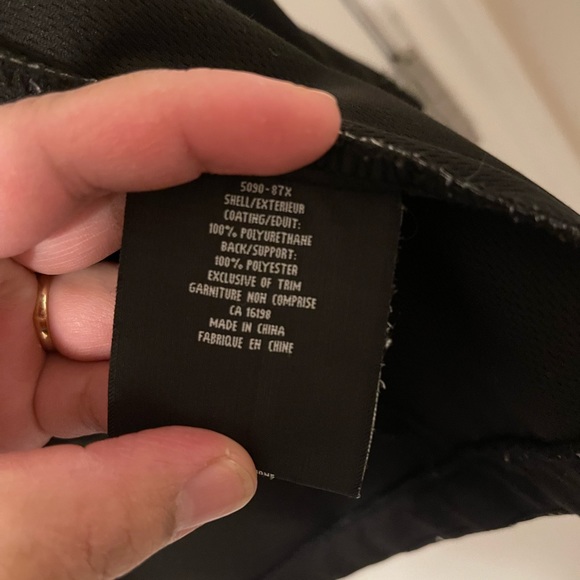 5090-87X
SHELL/EXTERIEUR
COATING/EDUIT:
100% POLYURETHANE
BACK/SUPPORT:
100% POLYESTER
EXCLUSIVE OF TRIM
GARNITURE NON COMPRISE
CA 16198
MADE IN CHINA
FABRIQUE EN CHINE